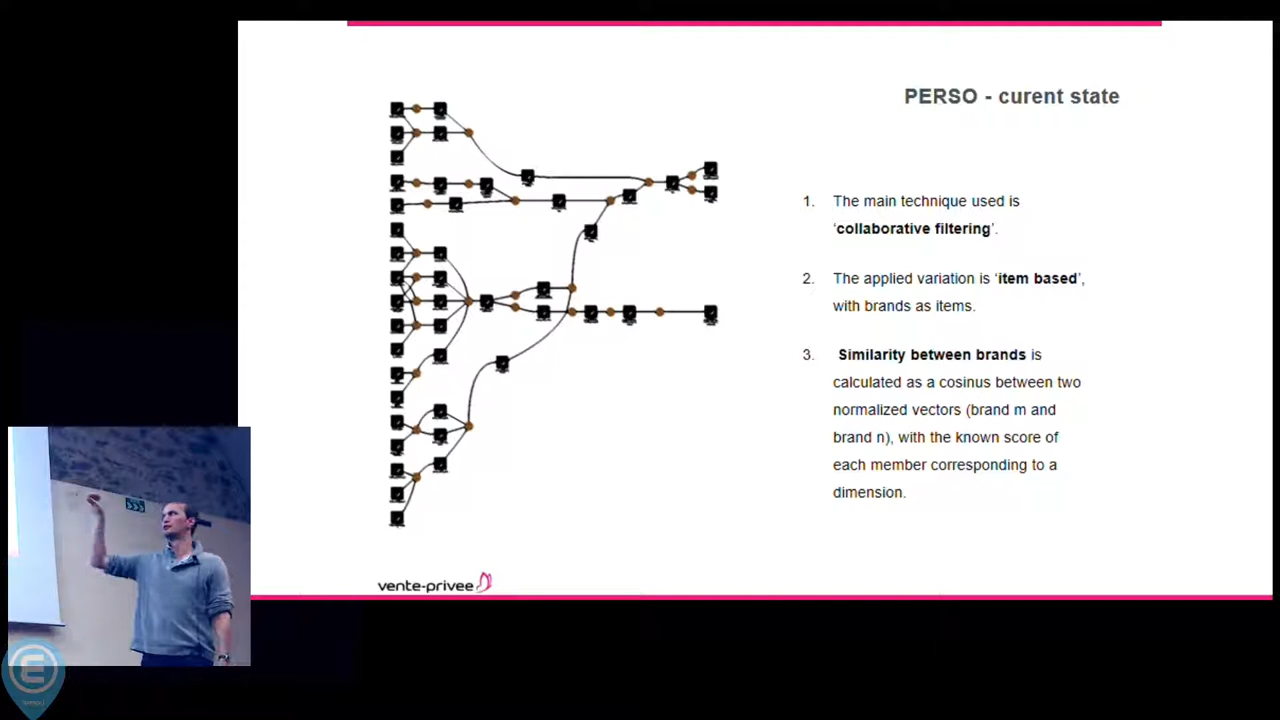 PERSO - curent state
1. The main technique used is
‘collaborative filtering’.
2. The applied variation is ‘item based’,
with brands as items.
3. Similarity between brands is
calculated as a cosinus between two
normalized vectors (brand m and
brand n), with the known score of
each member corresponding to a
dimension.
vente-privee